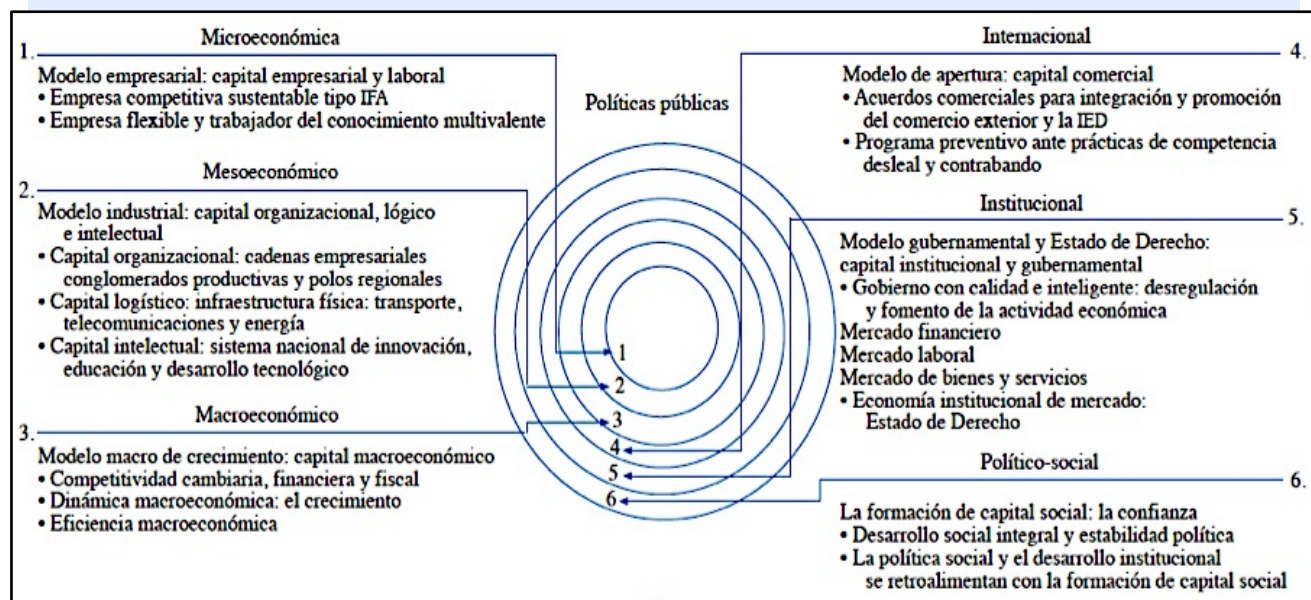 Microeconómica
1.
Modelo empresarial: capital empresarial y laboral
• Empresa competitiva sustentable tipo IFA
• Empresa flexible y trabajador del conocimiento multivalente
Mesoeconómico
2.
Modelo industrial: capital organizacional, lógico
e intelectual
• Capital organizacional: cadenas empresariales
conglomerados productivas y polos regionales
• Capital logístico: infraestructura física: transporte,
telecomunicaciones y energía
• Capital intelectual: sistema nacional de innovación,
educación y desarrollo tecnológico
Macroeconómico
3.
Modelo macro de crecimiento: capital macroeconómico
• Competitividad cambiaria, financiera y fiscal
• Dinámica macroeconómica: el crecimiento
• Eficiencia macroeconómica
Políticas públicas
1
2
3
4
5
6
Internacional
4.
Modelo de apertura: capital comercial
• Acuerdos comerciales para integración y promoción
del comercio exterior y la IED
• Programa preventivo ante prácticas de competencia
desleal y contrabando
Institucional
5.
Modelo gubernamental y Estado de Derecho:
capital institucional y gubernamental
• Gobierno con calidad e inteligente: desregulación
y fomento de la actividad económica
Mercado financiero
Mercado laboral
Mercado de bienes y servicios
• Economía institucional de mercado:
Estado de Derecho
Político-social
6.
La formación de capital social: la confianza
• Desarrollo social integral y estabilidad política
• La política social y el desarrollo institucional
se retroalimentan con la formación de capital social